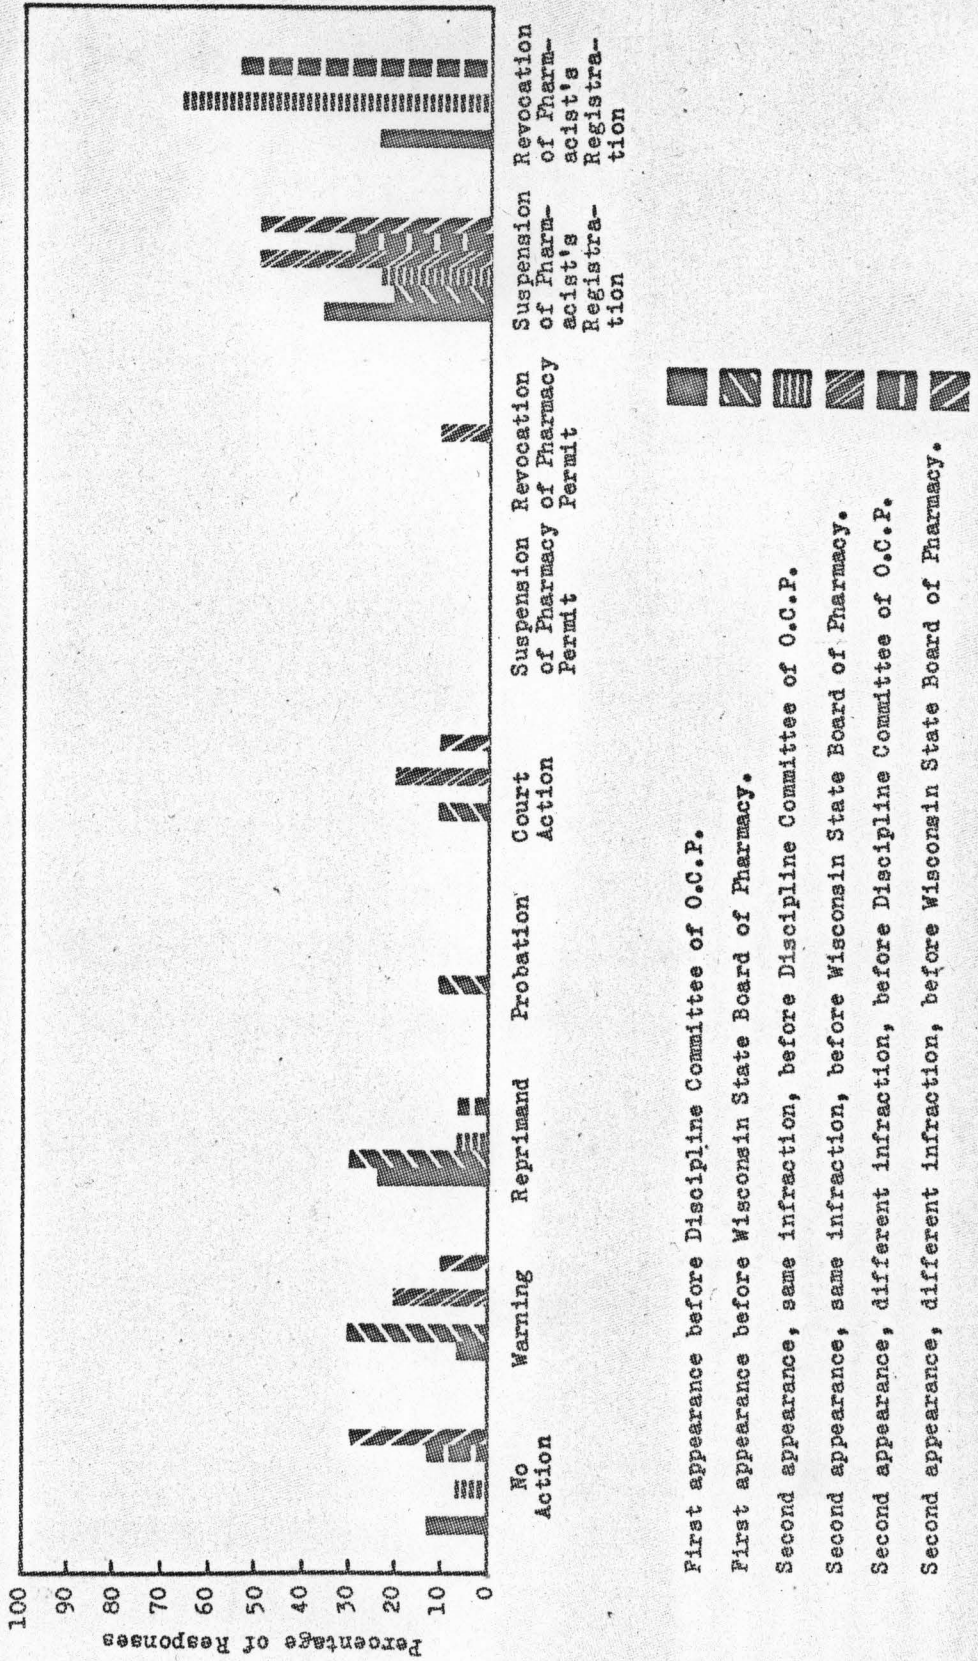 Percentage of Responses
100
90
80
70
60
50
40
30
20
10
0
No
Action
Warning
Reprimand
Probation
Court
Action
Suspension
of Pharmacy
Permit
Revocation
of Pharmacy
Permit
Suspension
of Pharm-
acist's
Registra-
tion
Revocation
of Pharm-
acist's
Registra-
tion
First appearance before Discipline Committee of O.C.P.
First appearance before Wisconsin State Board of Pharmacy.
Second appearance, same infraction, before Discipline Committee of O.C.P.
Second appearance, same infraction, before Wisconsin State Board of Pharmacy.
Second appearance, different infraction, before Discipline Committee of O.C.P.
Second appearance, different infraction, before Wisconsin State Board of Pharmacy.